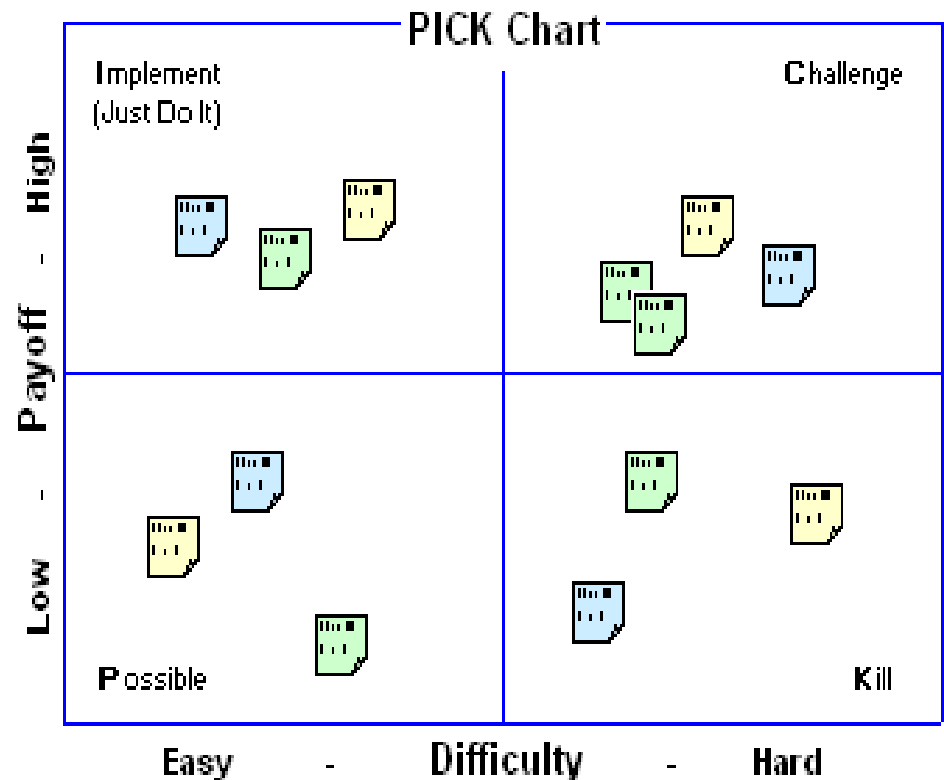 PICK Chart
Implement
(Just Do It)
Challenge
Low - Payoff - High
Possible
Kill
Easy - Difficulty - Hard